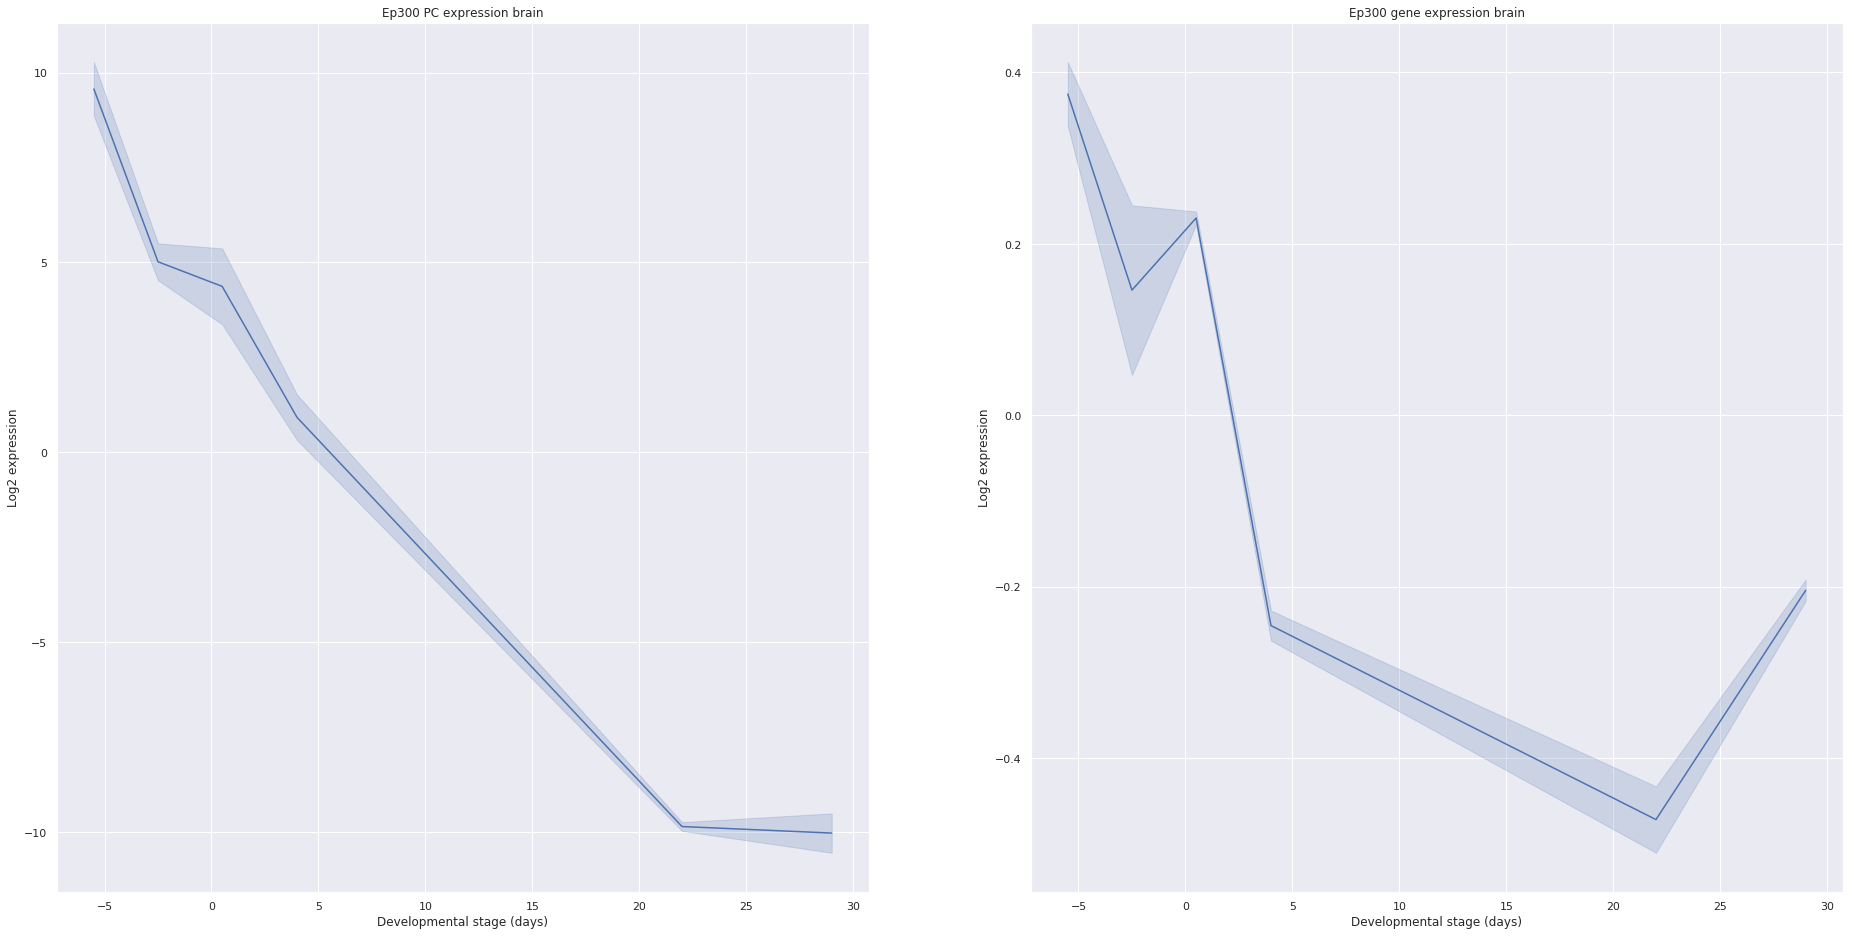 Ep300 PC expression brain
10
5
0
−5
−10
Log2 expression
−5 0 5 10 15 20 25 30
Developmental stage (days)
Ep300 gene expression brain
0.4
0.2
0.0
−0.2
−0.4
Log2 expression
−5 0 5 10 15 20 25 30
Developmental stage (days)